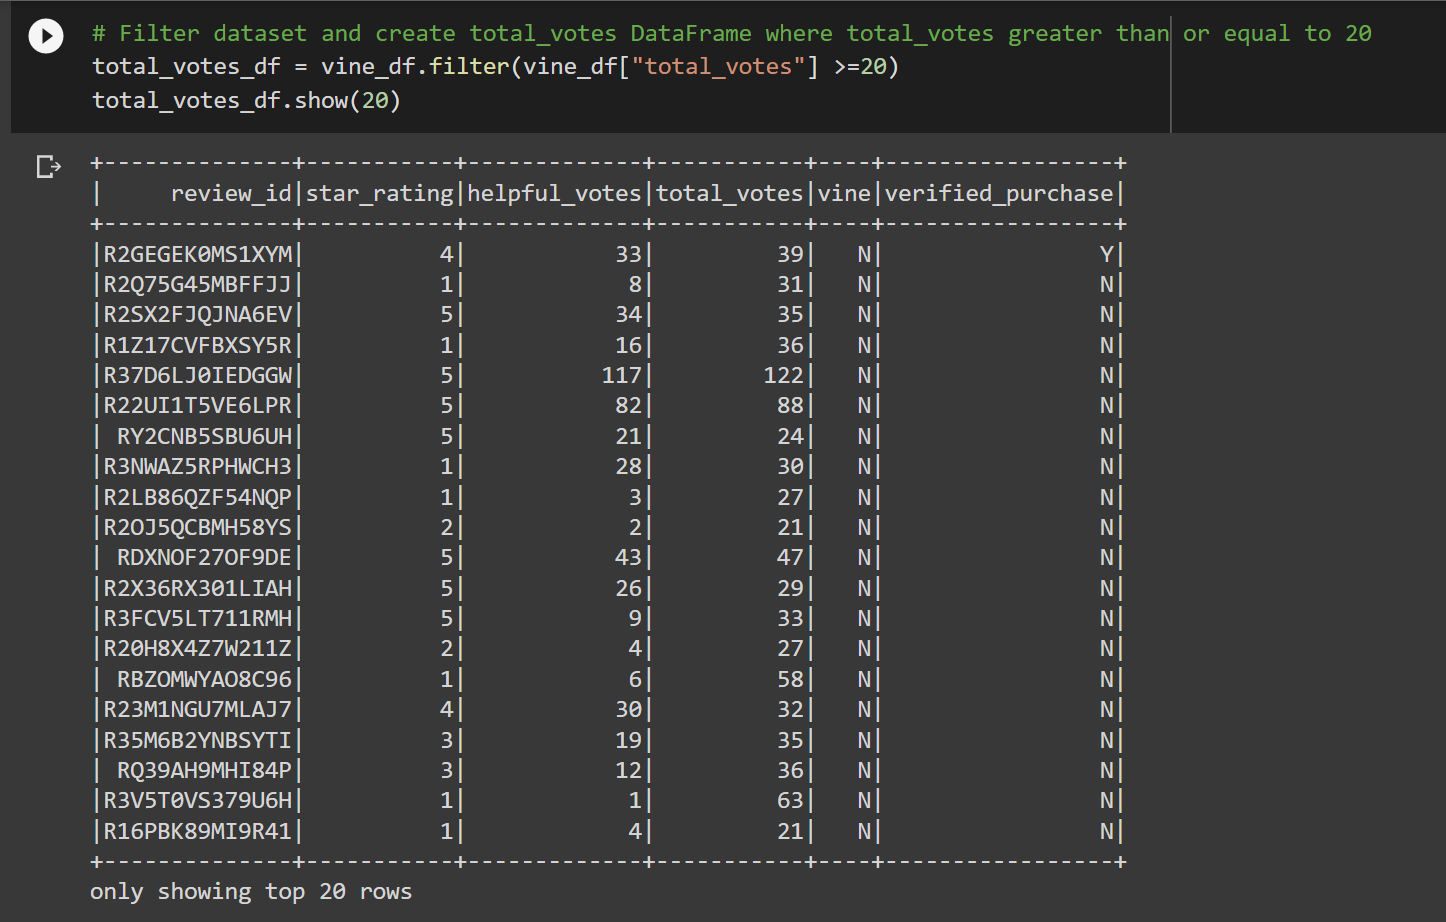 # Filter dataset and create total_votes DataFrame where total_votes greater than or equal to 20
total_votes_df = vine_df.filter(vine_df["total_votes"] >=20)
total_votes_df.show(20)
+--------------+-----------+-------------+-----------+----+-----------------+
|     review_id|star_rating|helpful_votes|total_votes|vine|verified_purchase|
+--------------+-----------+-------------+-----------+----+-----------------+
|R2GEGEK0MS1XYM|          4|           33|         39|   N|                Y|
|R2Q75G45MBFFJJ|          1|            8|         31|   N|                N|
|R2SX2FJQJNA6EV|          5|           34|         35|   N|                N|
|R1Z17CVFBXSY5R|          1|           16|         36|   N|                N|
|R37D6LJ0IEDGGW|          5|          117|        122|   N|                N|
|R22UI1T5VE6LPR|          5|           82|         88|   N|                N|
| RY2CNB5SBU6UH|          5|           21|         24|   N|                N|
|R3NWAZ5RPHWCH3|          1|           28|         30|   N|                N|
|R2LB86QZF54NQP|          1|            3|         27|   N|                N|
|R2OJ5QCBMH58YS|          2|            2|         21|   N|                N|
| RDXNOF27OF9DE|          5|           43|         47|   N|                N|
|R2X36RX301LIAH|          5|           26|         29|   N|                N|
|R3FCV5LT711RMH|          5|            9|         33|   N|                N|
|R20H8X4Z7W211Z|          2|            4|         27|   N|                N|
| RBZOMWYAO8C96|          1|            6|         58|   N|                N|
|R23M1NGU7MLAJ7|          4|           30|         32|   N|                N|
|R35M6B2YNBSYTI|          3|           19|         35|   N|                N|
| RQ39AH9MHI84P|          3|           12|         36|   N|                N|
|R3V5T0VS379U6H|          1|            1|         63|   N|                N|
|R16PBK89MI9R41|          1|            4|         21|   N|                N|
+--------------+-----------+-------------+-----------+----+-----------------+
only showing top 20 rows